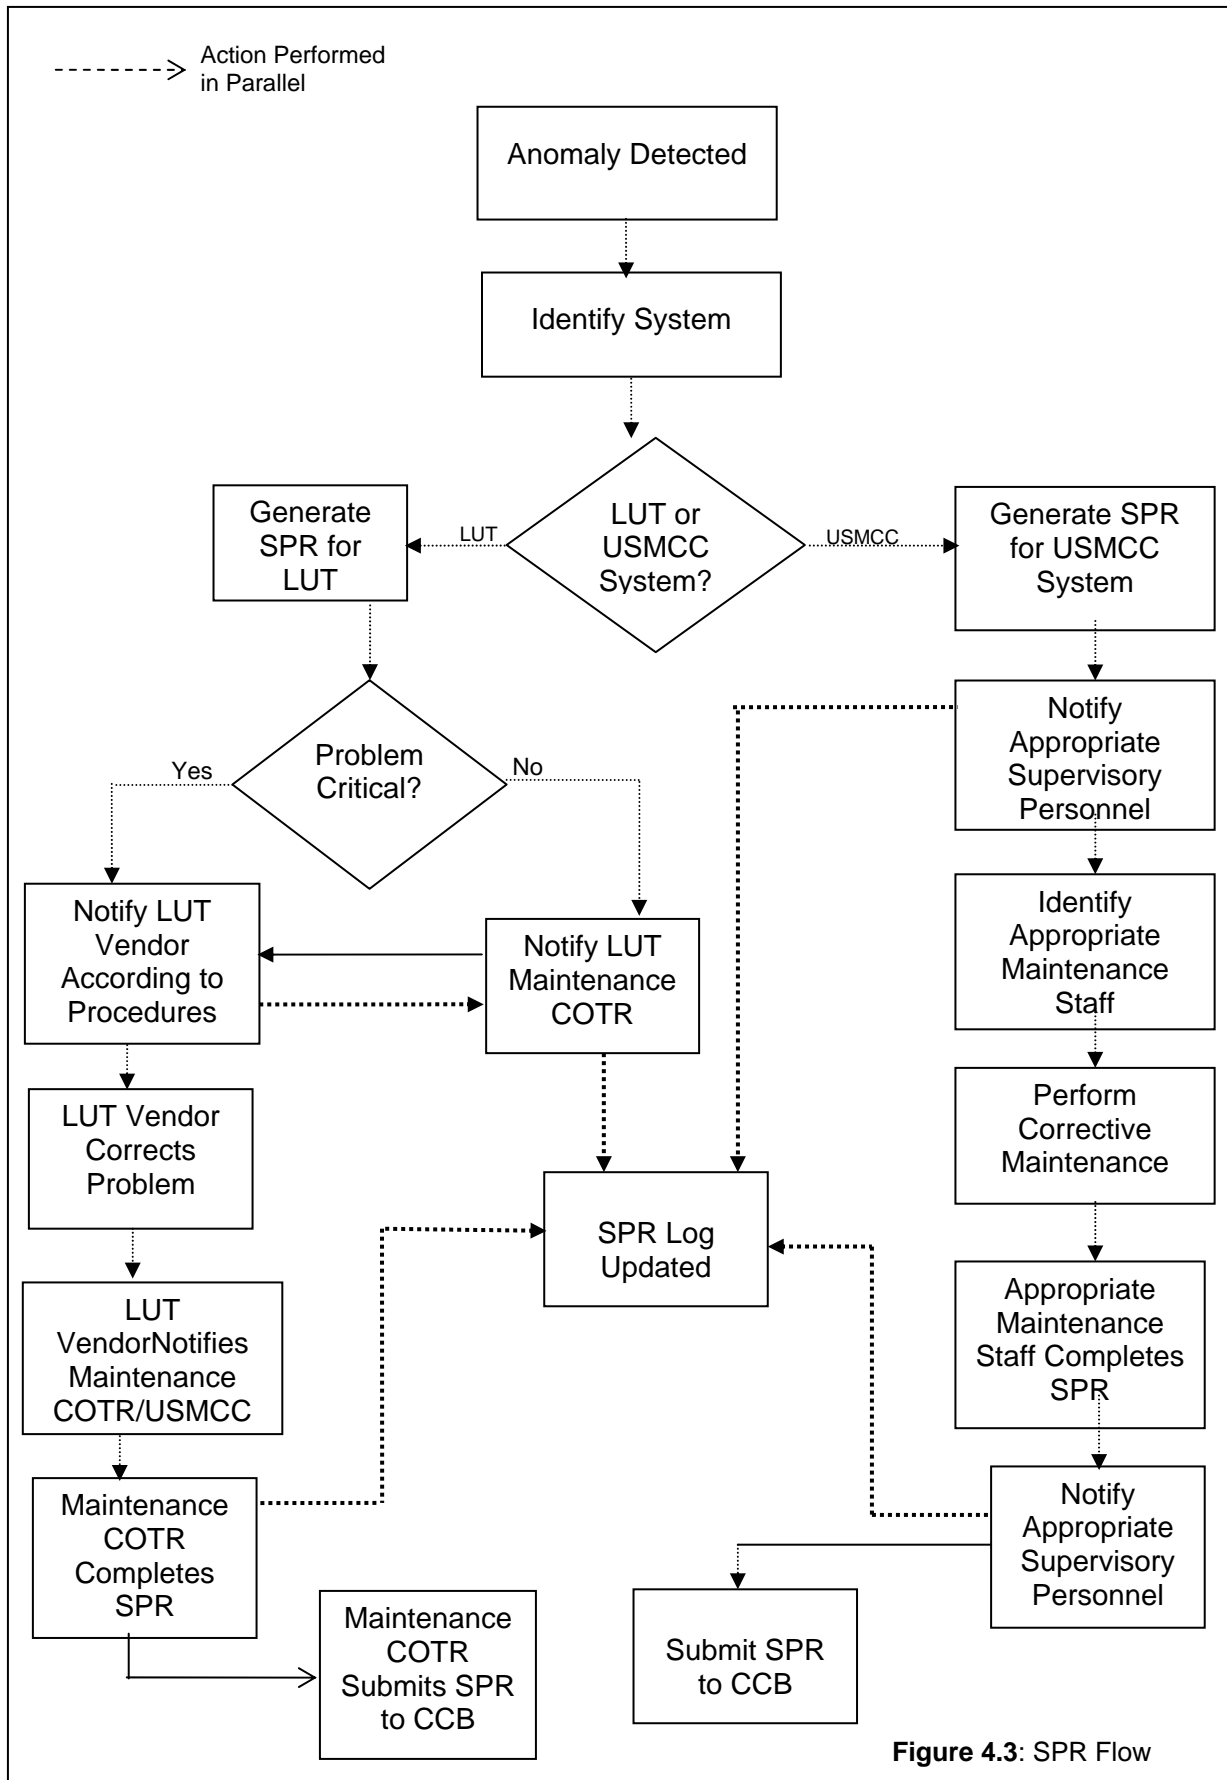 Action Performed
in Parallel
Anomaly Detected
Identify System
LUT or
USMCC
System?
LUT
USMCC
Generate
SPR for
LUT
Generate SPR
for USMCC
System
Problem
Critical?
Yes
No
Notify
Appropriate
Supervisory
Personnel
Notify LUT
Vendor
According to
Procedures
Notify LUT
Maintenance
COTR
Identify
Appropriate
Maintenance
Staff
LUT Vendor
Corrects
Problem
Perform
Corrective
Maintenance
SPR Log
Updated
LUT
VendorNotifies
Maintenance
COTR/USMCC
Appropriate
Maintenance
Staff Completes
SPR
Maintenance
COTR
Completes
SPR
Notify
Appropriate
Supervisory
Personnel
Maintenance
COTR
Submits SPR
to CCB
Submit SPR
to CCB
Figure 4.3: SPR Flow